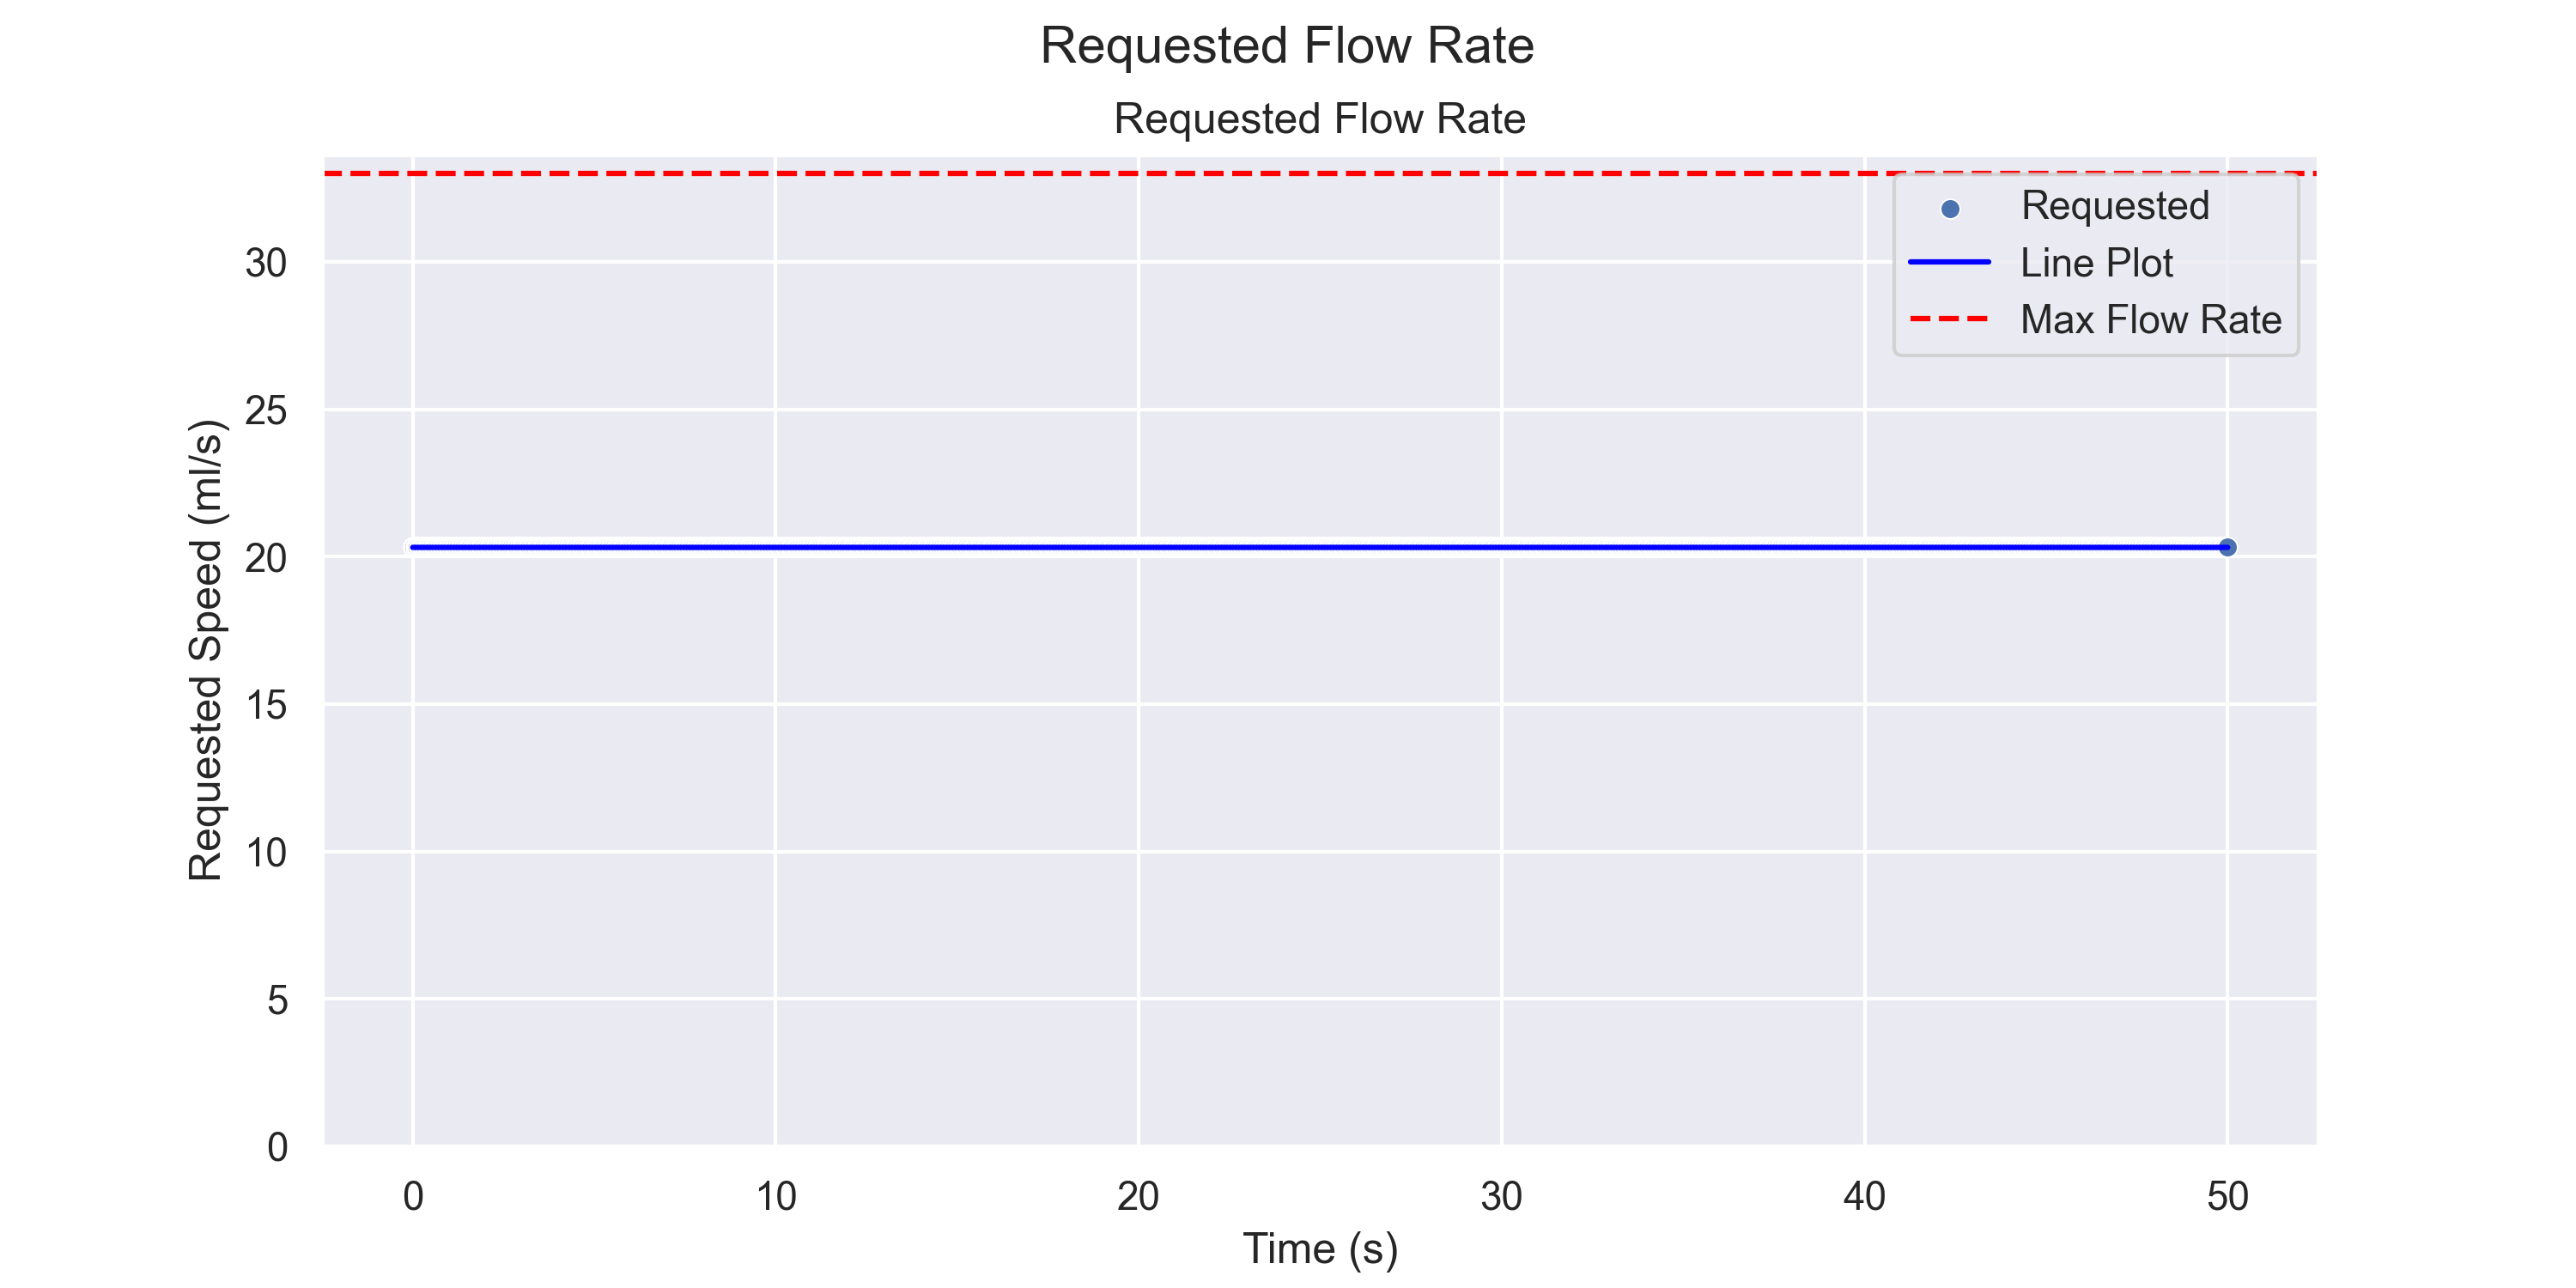 Requested Flow Rate
Requested Flow Rate
Requested
Line Plot
Max Flow Rate
Requested Speed (ml/s)
30
25
20
15
10
5
0
0 10 20 30 40 50
Time (s)